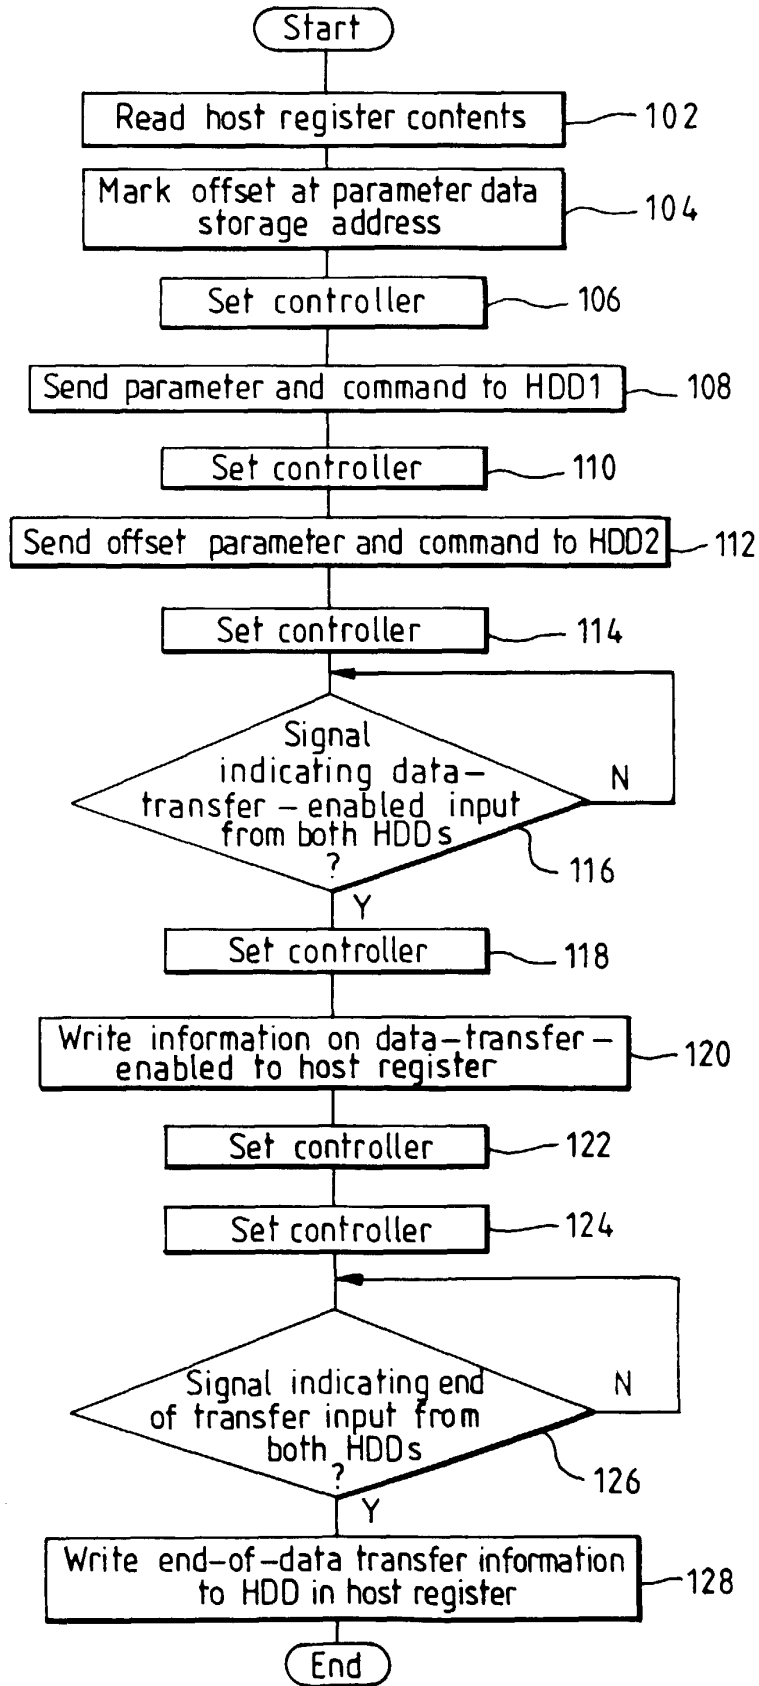 Start
Read host register contents
102
Mark offset at parameter data
storage address
104
Set controller
106
Send parameter and command to HDD1
108
Set controller
110
Send offset parameter and command to HDD2
112
Set controller
114
Signal
indicating data-
transfer-enabled input
from both HDDs
?
N
116
Y
Set controller
118
Write information on data-transfer-
enabled to host register
120
Set controller
122
Set controller
124
Signal indicating end
of transfer input from
both HDDs
?
N
126
Y
Write end-of-data transfer information
to HDD in host register
128
End